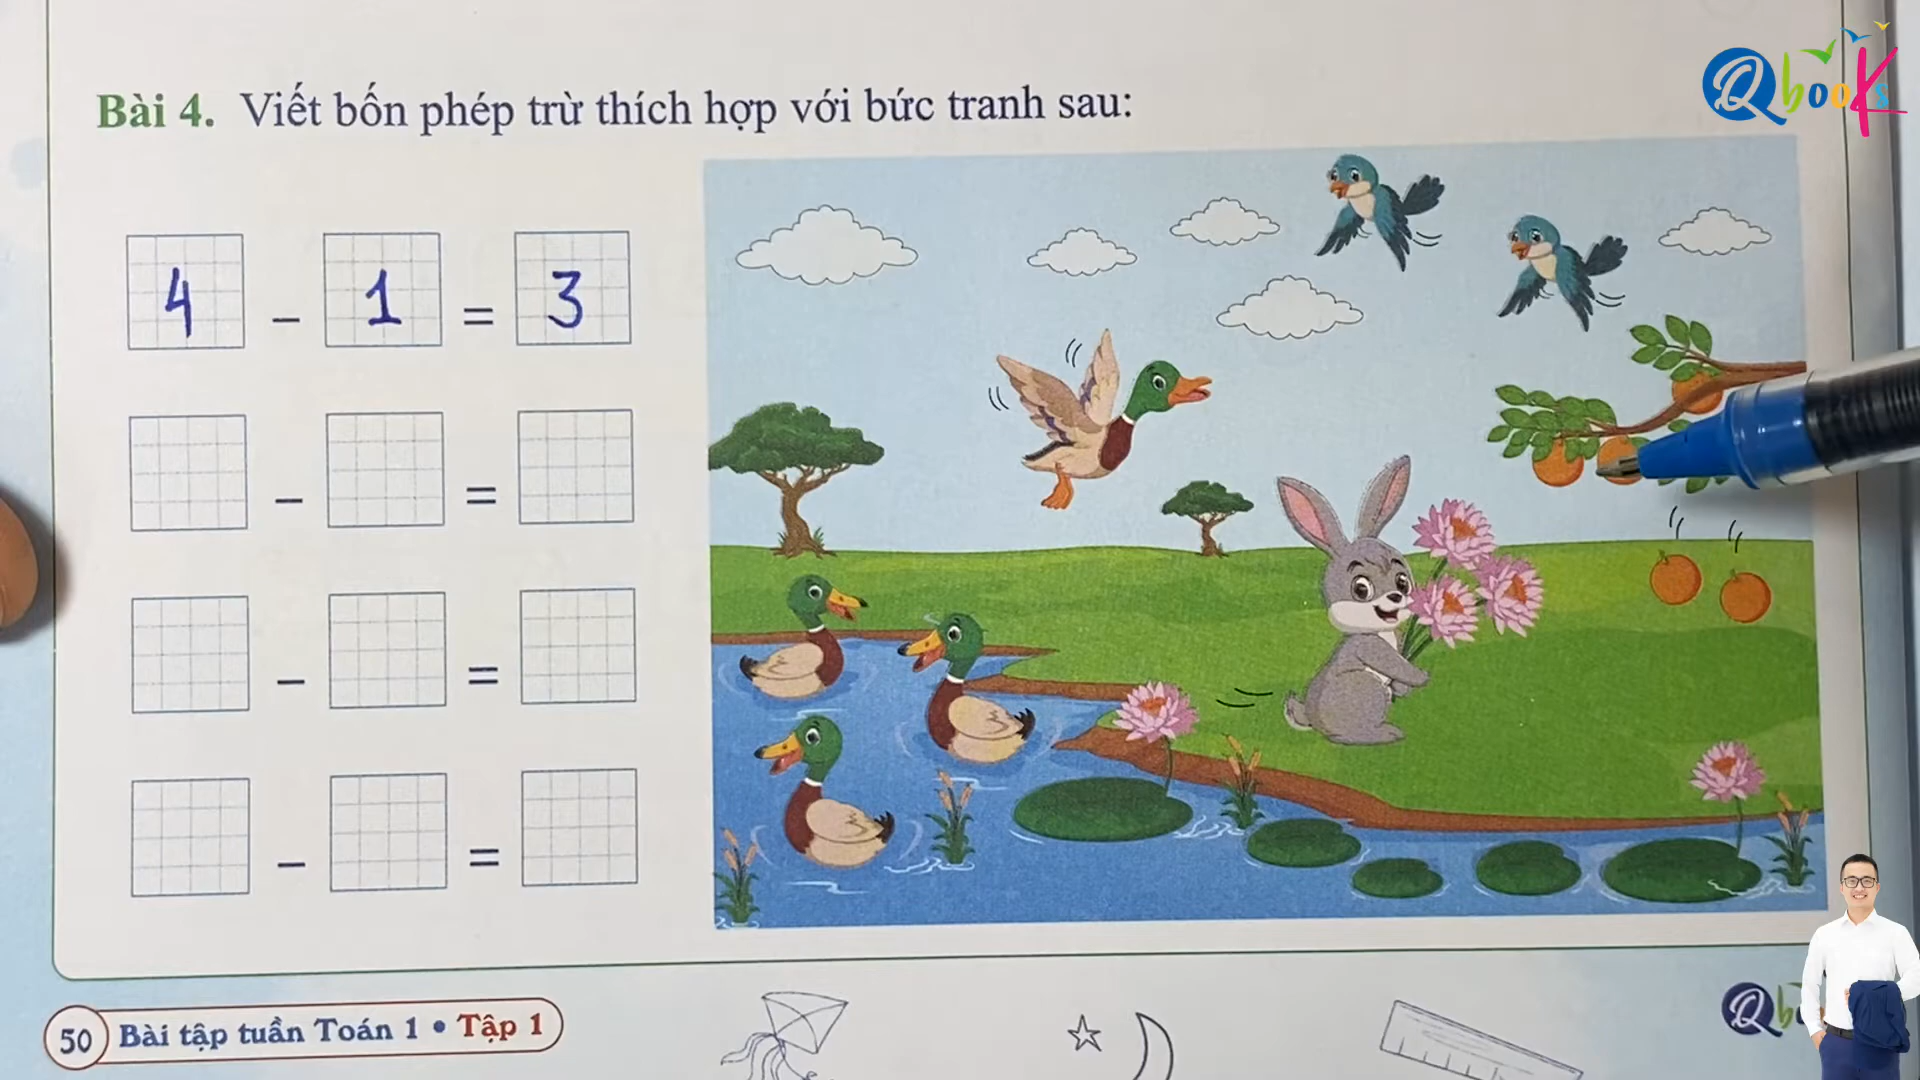 Qbooks
Bài 4. Viết bốn phép trừ thích hợp với bức tranh sau:
4 - 1 = 3
- =
- =
- =
50 Bài tập tuần Toán 1 • Tập 1